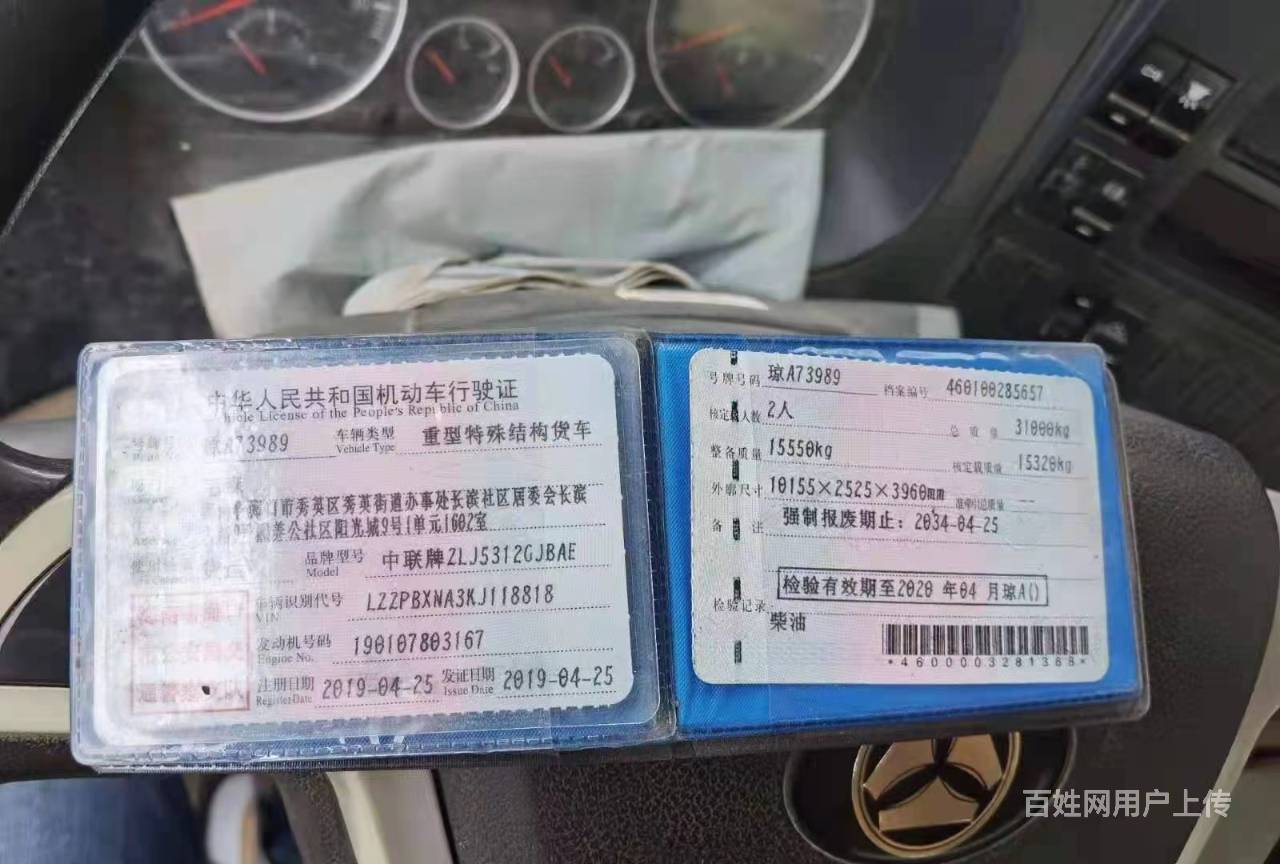 中华人民共和国机动车行驶证
Vehicle License of the People's Republic of China
A73989 车辆类型 Vehicle Type 重型特殊结构货车
海口市秀英区秀英街道办事处长滨社区居委会长滨
公社区阳光城9号1单元1602室
品牌型号 Model 中联牌ZLJ5312GJBAE
车辆识别代号 VIN LZZPBXNA3KJ118818
发动机号码 Engine No. 190107803167
注册日期 Register Date 2019-04-25 发证日期 Issue Date 2019-04-25
号牌号码 琼A73989 档案编号 460100285657
核定载人数 2人 总质量 31000kg
整备质量 15550kg 核定载质量 15320kg
外廓尺寸 10155×2525×3960mm 准牵引总质量 --
备注 强制报废期止：2034-04-25
检验有效期至2020 年04 月琼A()
检验记录
柴油
*4600003281388*
百姓网用户上传